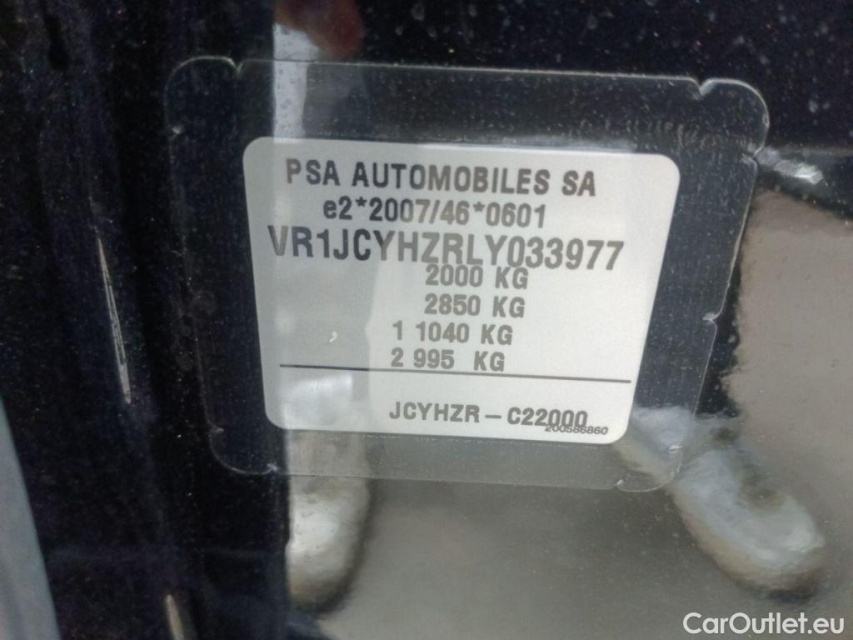 PSA AUTOMOBILES SA
e2*2007/46*0601
VR1JCYHZRLY033977
2000 KG
2850 KG
1 1040 KG
2 995 KG
JCYHZR – C22000
200586860
CarOutlet.eu